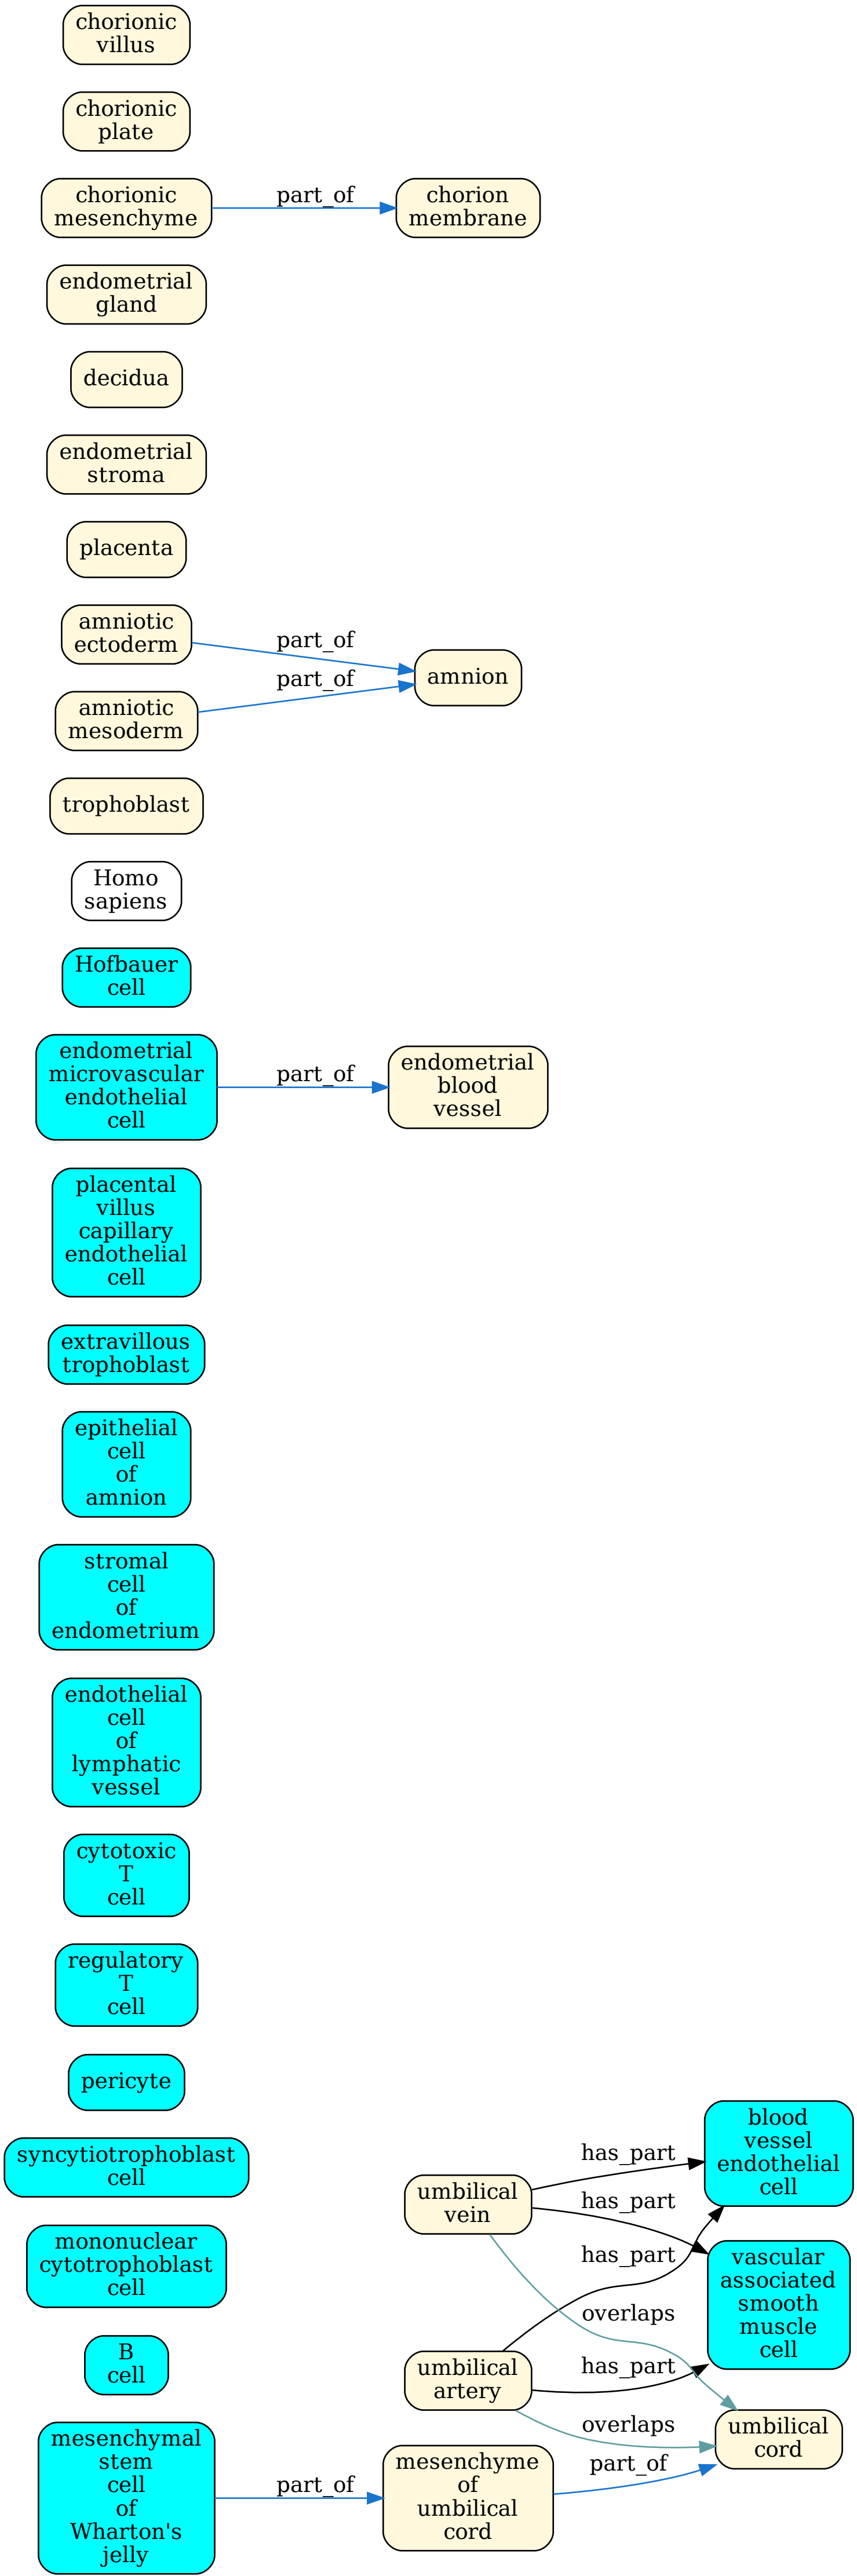 chorionic
villus
chorionic
plate
chorionic
mesenchyme
part_of
chorion
membrane
endometrial
gland
decidua
endometrial
stroma
placenta
amniotic
ectoderm
part_of
amnion
part_of
amniotic
mesoderm
trophoblast
Homo
sapiens
Hofbauer
cell
endometrial
microvascular
endothelial
cell
part_of
endometrial
blood
vessel
placental
villus
capillary
endothelial
cell
extravillous
trophoblast
epithelial
cell
of
amnion
stromal
cell
of
endometrium
endothelial
cell
of
lymphatic
vessel
cytotoxic
T
cell
regulatory
T
cell
pericyte
syncytiotrophoblast
cell
mononuclear
cytotrophoblast
cell
B
cell
umbilical
vein
has_part
has_part
has_part
overlaps
blood
vessel
endothelial
cell
vascular
associated
smooth
muscle
cell
umbilical
artery
has_part
overlaps
umbilical
cord
mesenchymal
stem
cell
of
Wharton's
jelly
part_of
mesenchyme
of
umbilical
cord
part_of